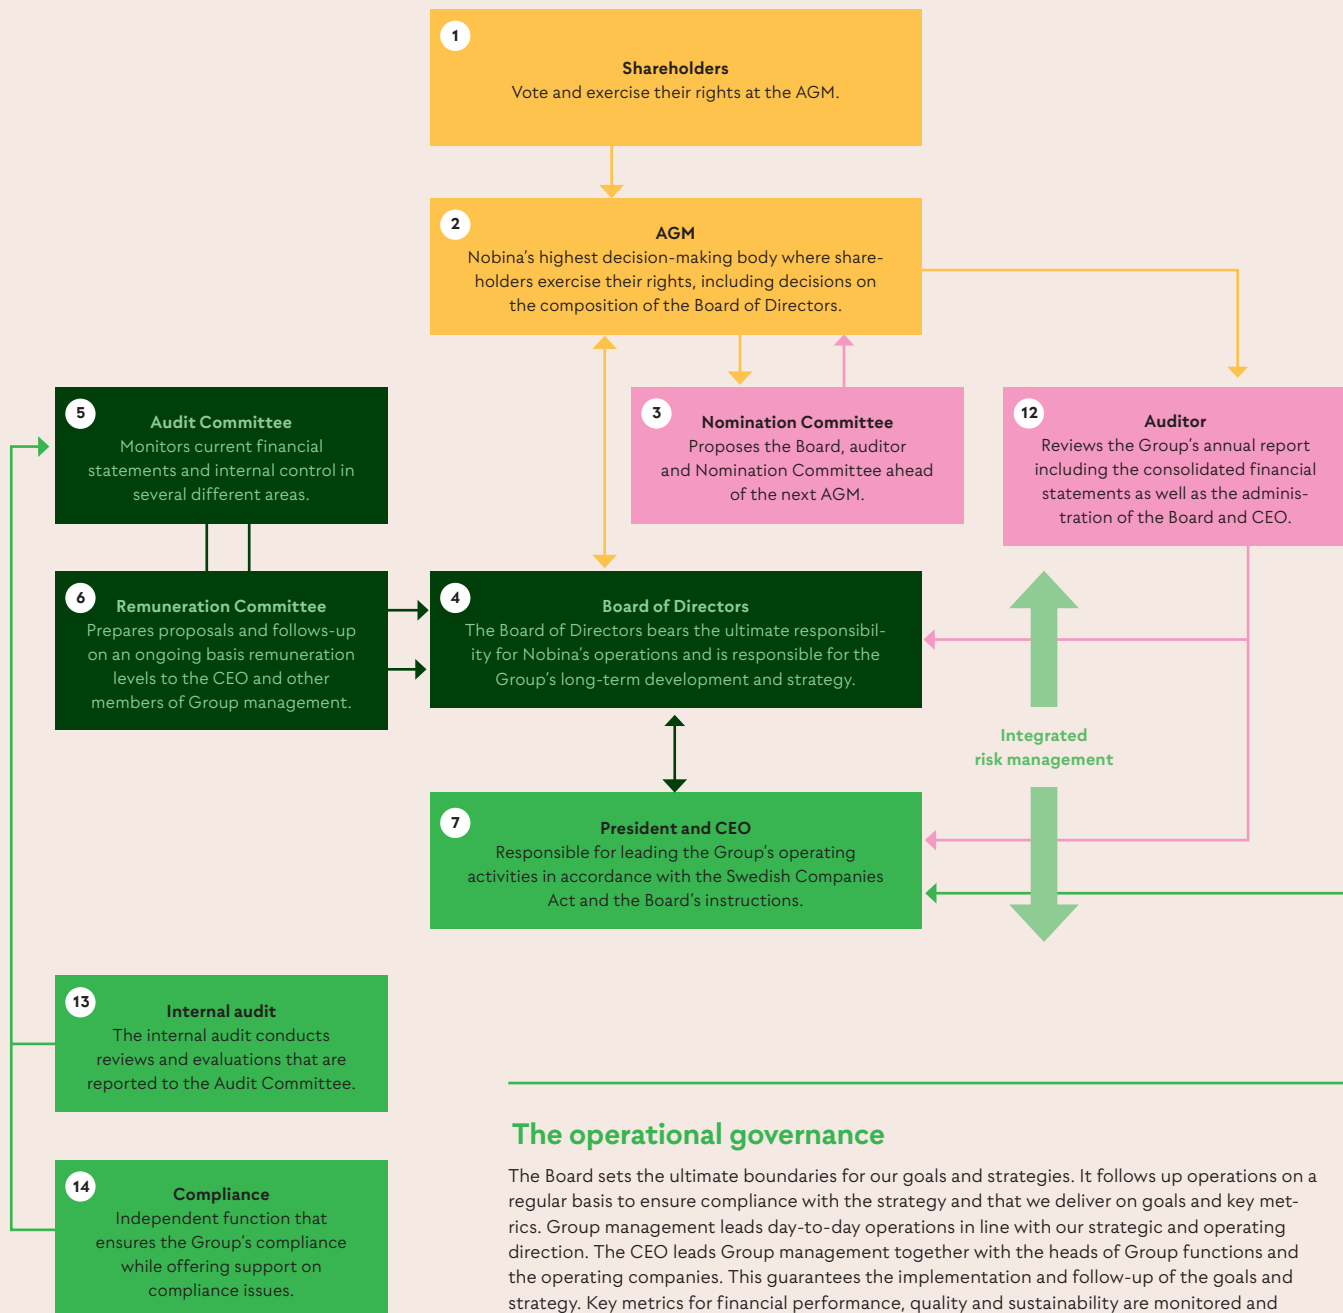 1
Shareholders
Vote and exercise their rights at the AGM.
2
AGM
Nobina's highest decision-making body where share-
holders exercise their rights, including decisions on
the composition of the Board of Directors.
5
Audit Committee
Monitors current financial
statements and internal control in
several different areas.
3
Nomination Committee
Proposes the Board, auditor
and Nomination Committee ahead
of the next AGM.
12
Auditor
Reviews the Group's annual report
including the consolidated financial
statements as well as the adminis-
tration of the Board and CEO.
6
Remuneration Committee
Prepares proposals and follows-up
on an ongoing basis remuneration
levels to the CEO and other
members of Group management.
4
Board of Directors
The Board of Directors bears the ultimate responsibil-
ity for Nobina's operations and is responsible for the
Group's long-term development and strategy.
Integrated
risk management
7
President and CEO
Responsible for leading the Group's operating
activities in accordance with the Swedish Companies
Act and the Board's instructions.
13
Internal audit
The internal audit conducts
reviews and evaluations that are
reported to the Audit Committee.
14
Compliance
Independent function that
ensures the Group's compliance
while offering support on
compliance issues.
The operational governance
The Board sets the ultimate boundaries for our goals and strategies. It follows up operations on a
regular basis to ensure compliance with the strategy and that we deliver on goals and key met-
rics. Group management leads day-to-day operations in line with our strategic and operating
direction. The CEO leads Group management together with the heads of Group functions and
the operating companies. This guarantees the implementation and follow-up of the goals and
strategy. Key metrics for financial performance, quality and sustainability are monitored and